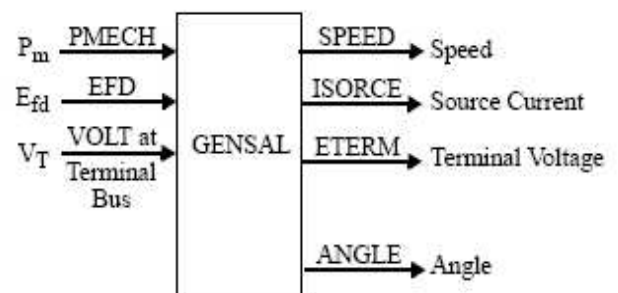 Pm PMECH
Efd EFD
VT VOLT at
Terminal
Bus
GENSAL
SPEED Speed
ISORCE Source Current
ETERM Terminal Voltage
ANGLE Angle